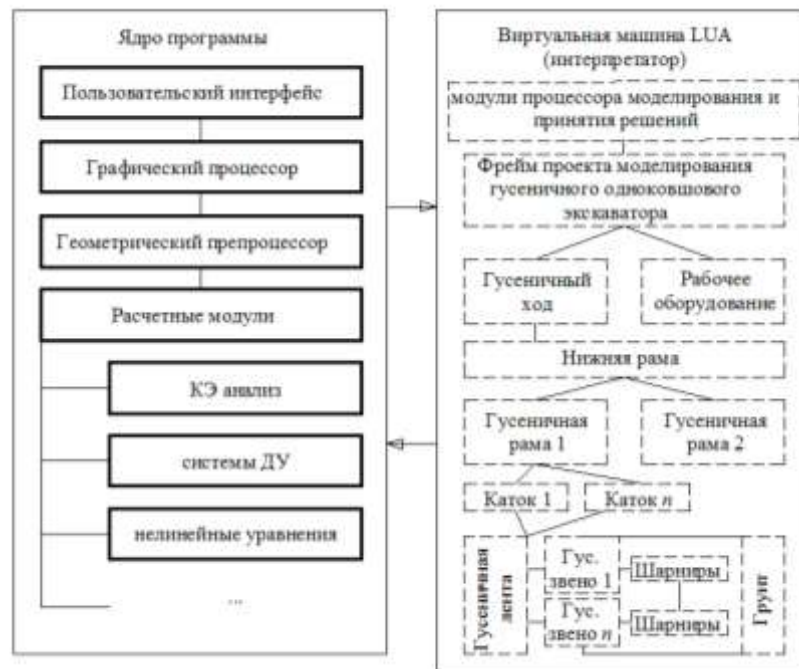 Ядро программы
Пользовательский интерфейс
Графический процессор
Геометрический препроцессор
Расчетные модули
КЭ анализ
системы ДУ
нелинейные уравнения
...
Виртуальная машина LUA
(интерпретатор)
модули процессора моделирования и
принятия решений
Фрейм проекта моделирования
гусеничного одноковшового
экскаватора
Гусеничный
ход
Рабочее
оборудование
Нижняя рама
Гусеничная
рама 1
Гусеничная
рама 2
Каток 1
Каток n
Гусеничная
лента
Гус.
звено 1
Шарниры
Гус.
звено n
Шарниры
Грунт